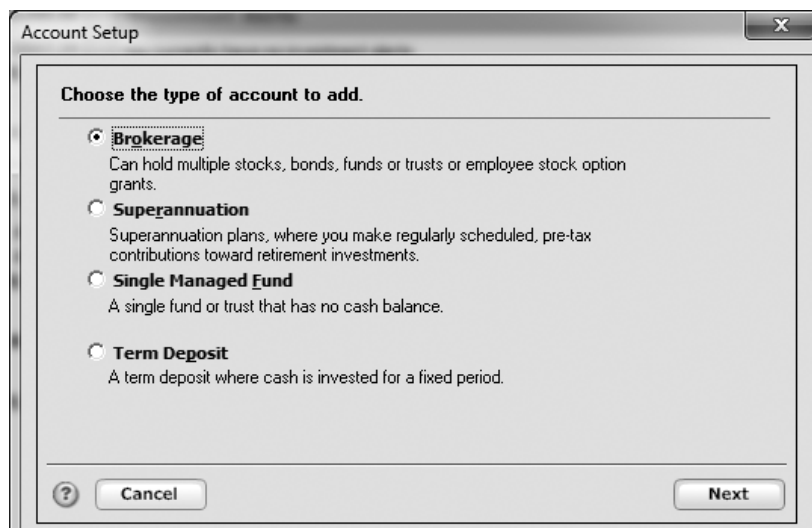 Account Setup
Choose the type of account to add.
Brokerage
Can hold multiple stocks, bonds, funds or trusts or employee stock option
grants.
Superannuation
Superannuation plans, where you make regularly scheduled, pre-tax
contributions toward retirement investments.
Single Managed Fund
A single fund or trust that has no cash balance.
Term Deposit
A term deposit where cash is invested for a fixed period.
? Cancel Next